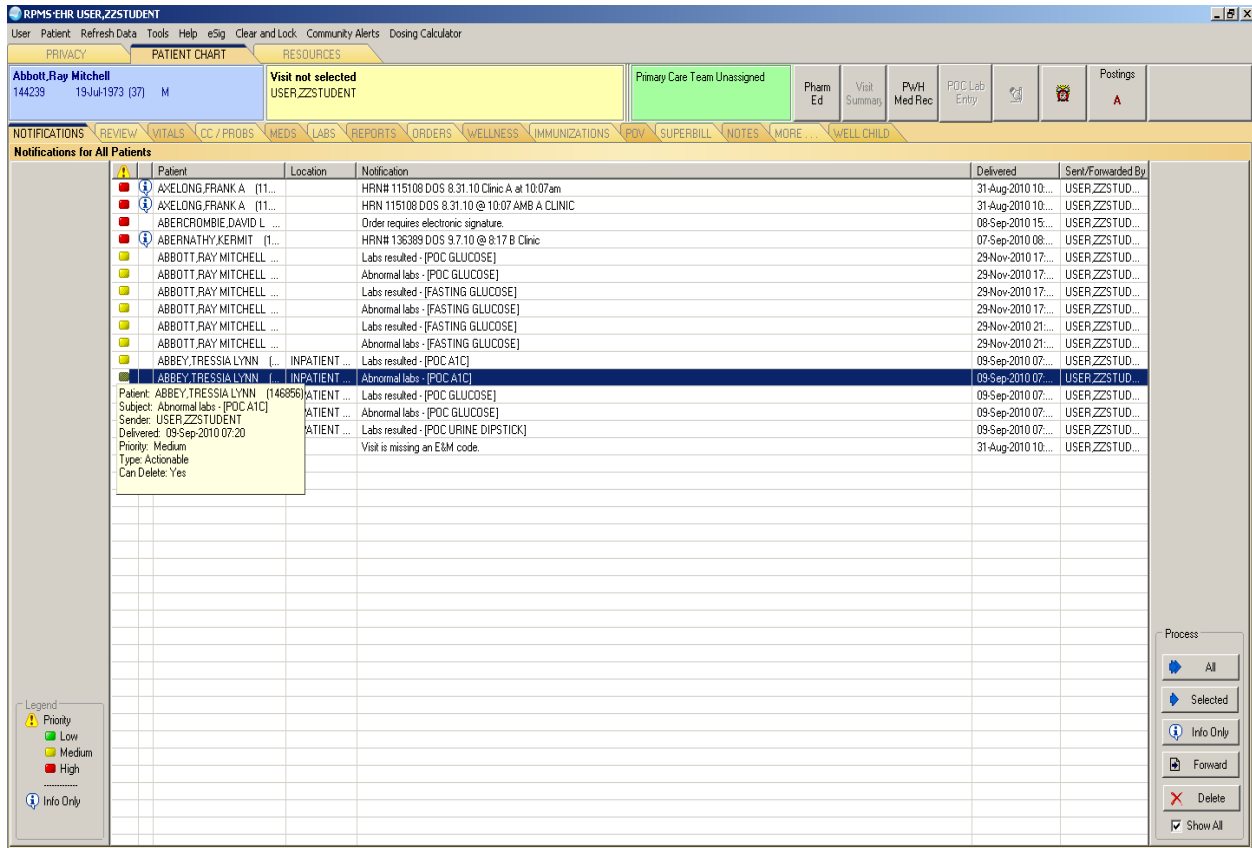 RPMS-EHR USER,ZZSTUDENT
User Patient Refresh Data Tools Help eSig Clear and Lock Community Alerts Dosing Calculator
PRIVACY PATIENT CHART RESOURCES
Abbott,Ray Mitchell
144239 19-Jul-1973 (37) M
Visit not selected
USER,ZZSTUDENT
Primary Care Team Unassigned
Pharm Ed
Visit Summary
PWH Med Rec
POC Lab Entry
Postings
A
NOTIFICATIONS REVIEW VITALS CC / PROBS MEDS LABS REPORTS ORDERS WELLNESS IMMUNIZATIONS POV SUPERBILL NOTES MORE . . . WELL CHILD
Notifications for All Patients
Patient Location Notification Delivered Sent/Forwarded By
AXELONG,FRANK A (11... HRN# 115108 DOS 8.31.10 Clinic A at 10:07am 31-Aug-2010 10:... USER,ZZSTUD...
AXELONG,FRANK A (11... HRN 115108 DOS 8.31.10 @ 10:07 AMB A CLINIC 31-Aug-2010 10:... USER,ZZSTUD...
ABERCROMBIE,DAVID L ... Order requires electronic signature. 08-Sep-2010 15:... USER,ZZSTUD...
ABERNATHY,KERMIT (1... HRN# 136389 DOS 9.7.10 @ 8:17 B Clinic 07-Sep-2010 08:... USER,ZZSTUD...
ABBOTT,RAY MITCHELL ... Labs resulted - [POC GLUCOSE] 29-Nov-2010 17:... USER,ZZSTUD...
ABBOTT,RAY MITCHELL ... Abnormal labs - [POC GLUCOSE] 29-Nov-2010 17:... USER,ZZSTUD...
ABBOTT,RAY MITCHELL ... Labs resulted - [FASTING GLUCOSE] 29-Nov-2010 17:... USER,ZZSTUD...
ABBOTT,RAY MITCHELL ... Abnormal labs - [FASTING GLUCOSE] 29-Nov-2010 17:... USER,ZZSTUD...
ABBOTT,RAY MITCHELL ... Labs resulted - [FASTING GLUCOSE] 29-Nov-2010 21:... USER,ZZSTUD...
ABBOTT,RAY MITCHELL ... Abnormal labs - [FASTING GLUCOSE] 29-Nov-2010 21:... USER,ZZSTUD...
ABBEY,TRESSIA LYNN (... INPATIENT ... Labs resulted - [POC A1C] 09-Sep-2010 07:... USER,ZZSTUD...
ABBEY,TRESSIA LYNN (... INPATIENT ... Abnormal labs - [POC A1C] 09-Sep-2010 07:... USER,ZZSTUD...
PATIENT ... Labs resulted - [POC GLUCOSE] 09-Sep-2010 07:... USER,ZZSTUD...
PATIENT ... Abnormal labs - [POC GLUCOSE] 09-Sep-2010 07:... USER,ZZSTUD...
PATIENT ... Labs resulted - [POC URINE DIPSTICK] 09-Sep-2010 07:... USER,ZZSTUD...
Visit is missing an E&M code. 31-Aug-2010 10:... USER,ZZSTUD...
Patient: ABBEY,TRESSIA LYNN (146856)
Subject: Abnormal labs - [POC A1C]
Sender: USER,ZZSTUDENT
Delivered: 09-Sep-2010 07:20
Priority: Medium
Type: Actionable
Can Delete: Yes
Legend
Priority
Low
Medium
High
-------------
Info Only
Process
All
Selected
Info Only
Forward
Delete
Show All